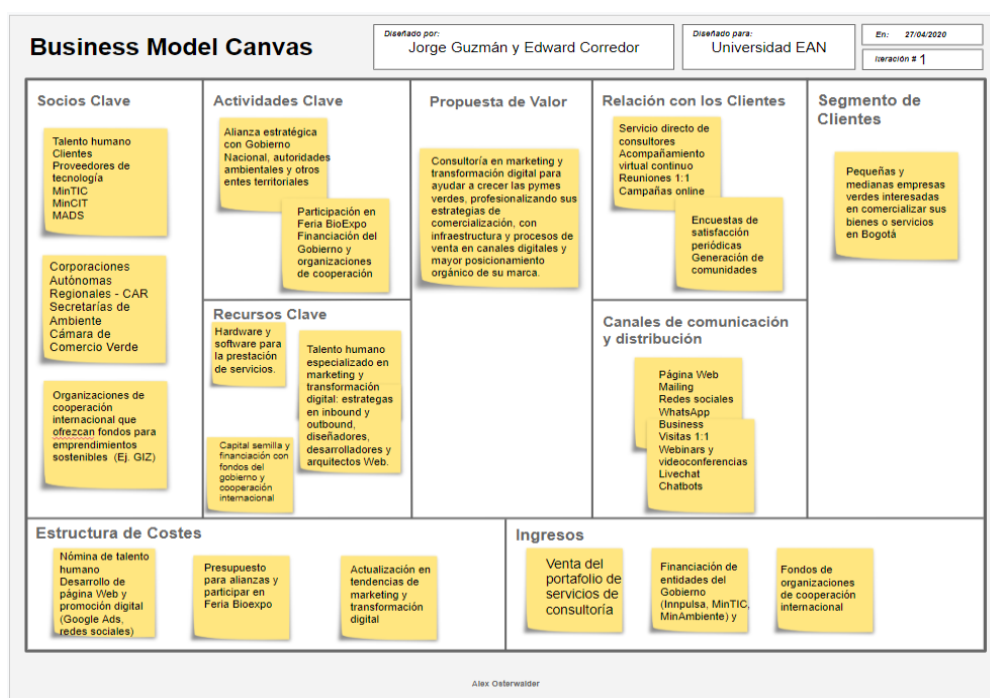 Business Model Canvas
Diseñado por:
Jorge Guzmán y Edward Corredor
Diseñado para:
Universidad EAN
En: 27/04/2020
Iteración # 1
Socios Clave
Talento humano
Clientes
Proveedores de
tecnología
MinTIC
MinCIT
MADS
Corporaciones
Autónomas
Regionales - CAR
Secretarías de
Ambiente
Cámara de
Comercio Verde
Organizaciones de
cooperación
internacional que
ofrezcan fondos para
emprendimientos
sostenibles (Ej. GIZ)
Actividades Clave
Alianza estratégica
con Gobierno
Nacional, autoridades
ambientales y otros
entes territoriales
Participación en
Feria BioExpo
Financiación del
Gobierno y
organizaciones
de cooperación
Recursos Clave
Hardware y
software para
la prestación
de servicios.
Talento humano
especializado en
marketing y
transformación
digital: estrategas
en inbound y
outbound,
diseñadores,
desarrolladores y
arquitectos Web.
Capital semilla y
financiación con
fondos del
gobierno y
cooperación
internacional
Propuesta de Valor
Consultoría en marketing y
transformación digital para
ayudar a crecer las pymes
verdes, profesionalizando sus
estrategias de
comercialización, con
infraestructura y procesos de
venta en canales digitales y
mayor posicionamiento
orgánico de su marca.
Relación con los Clientes
Servicio directo de
consultores
Acompañamiento
virtual continuo
Reuniones 1:1
Campañas online
Encuestas de
satisfacción
periódicas
Generación de
comunidades
Canales de comunicación
y distribución
Página Web
Mailing
Redes sociales
WhatsApp
Business
Visitas 1:1
Webinars y
videoconferencias
Livechat
Chatbots
Segmento de
Clientes
Pequeñas y
medianas empresas
verdes interesadas
en comercializar sus
bienes o servicios
en Bogotá
Estructura de Costes
Nómina de talento
humano
Desarrollo de
página Web y
promoción digital
(Google Ads,
redes sociales)
Presupuesto
para alianzas y
participar en
Feria Bioexpo
Actualización en
tendencias de
marketing y
transformación
digital
Ingresos
Venta del
portafolio de
servicios de
consultoría
Financiación de
entidades del
Gobierno
(Innpulsa, MinTIC,
MinAmbiente) y
Fondos de
organizaciones
de cooperación
internacional
Alex Osterwalder